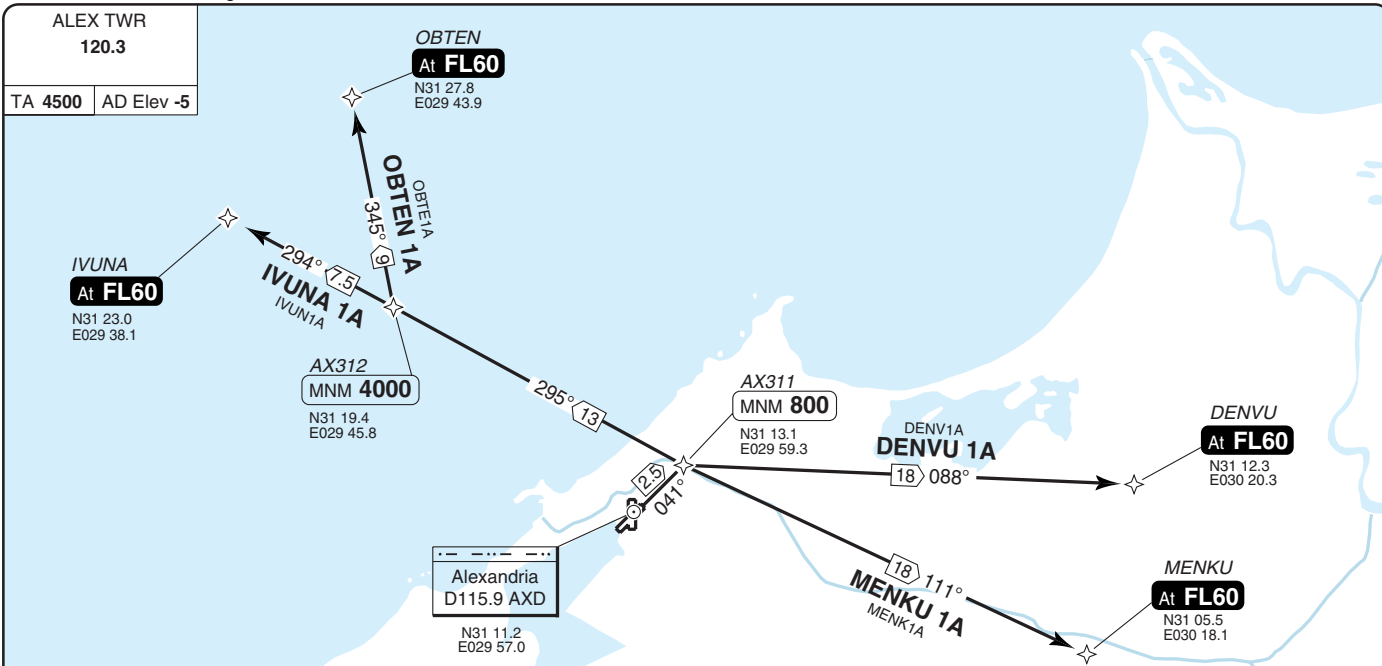 ALEX TWR
120.3
TA 4500
AD Elev -5
OBTEN
At FL60
N31 27.8
E029 43.9
OBTE1A
OBTEN 1A
345°
9
IVUNA
At FL60
N31 23.0
E029 38.1
294°
7.5
IVUNA 1A
IVUN1A
AX312
MNM 4000
N31 19.4
E029 45.8
295°
13
AX311
MNM 800
N31 13.1
E029 59.3
DENV1A
DENVU 1A
18 088°
DENVU
At FL60
N31 12.3
E030 20.3
2.5
041°
Alexandria
D115.9 AXD
N31 11.2
E029 57.0
18 111°
MENKU 1A
MENK1A
MENKU
At FL60
N31 05.5
E030 18.1